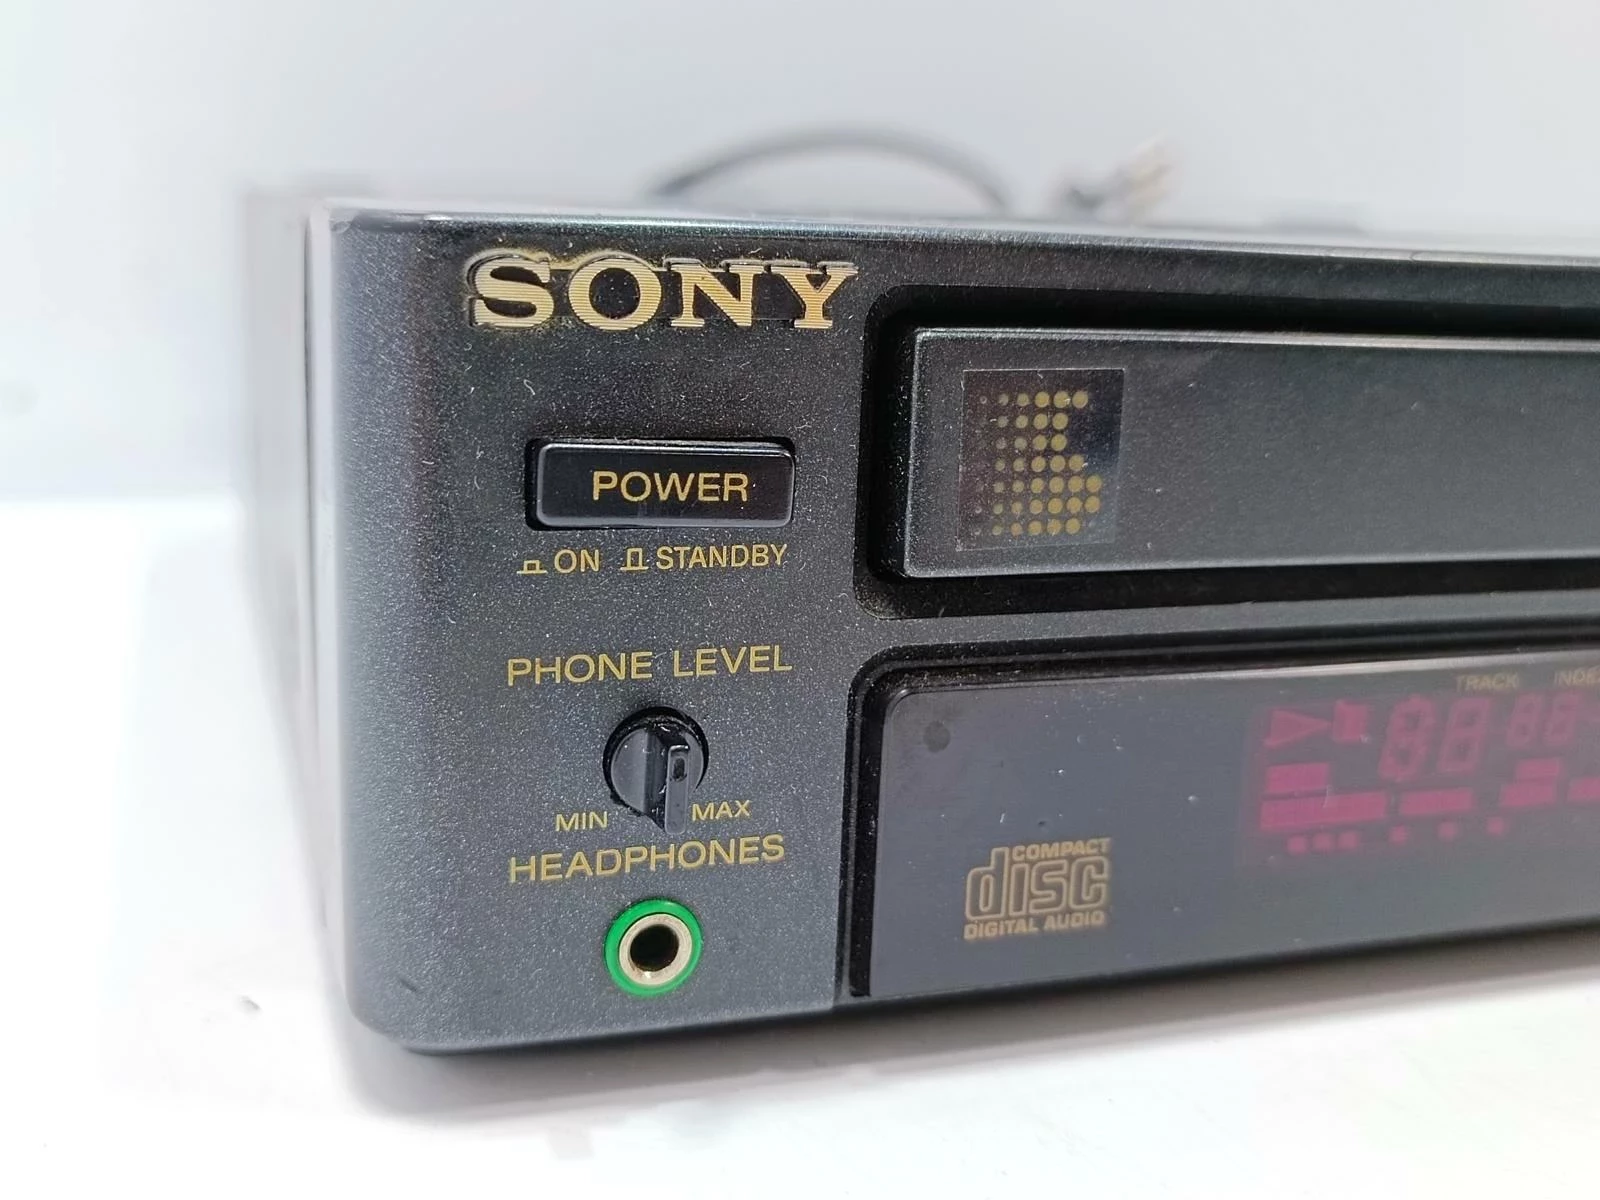 SONY
POWER
ON STANDBY
PHONE LEVEL
MIN MAX
HEADPHONES
TRACK
COMPACT
disc
DIGITAL AUDIO